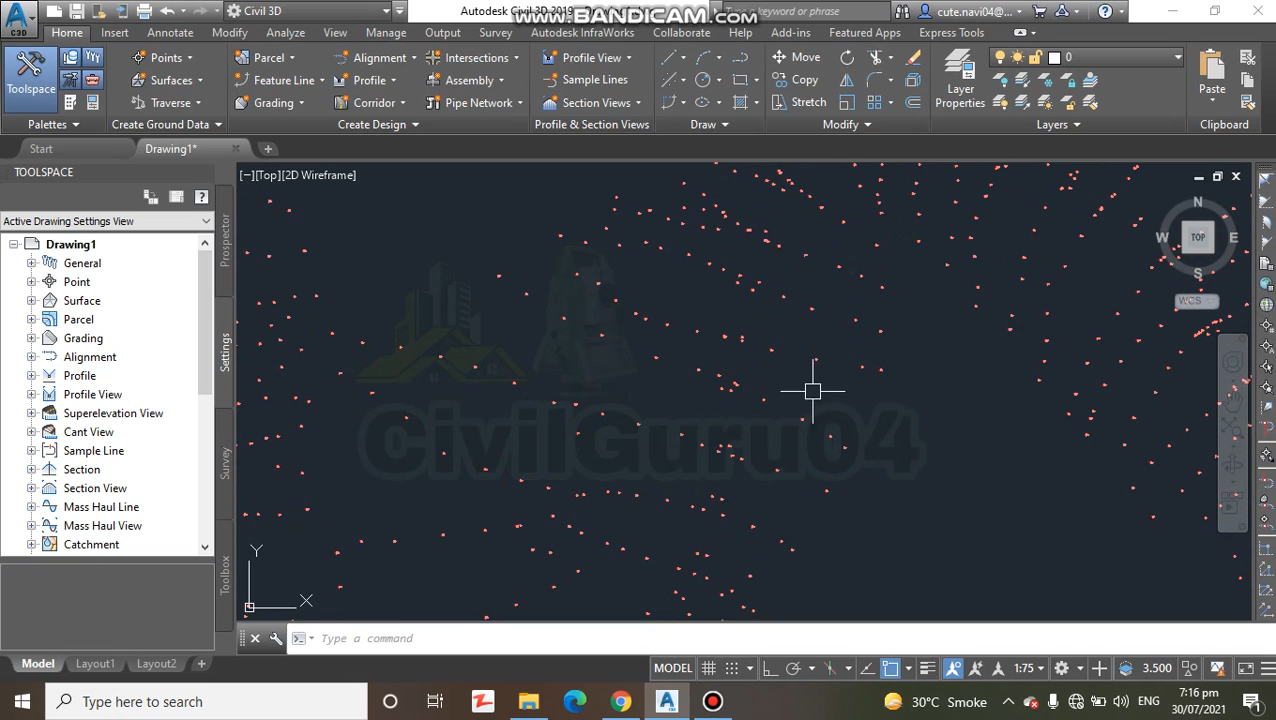 A
C3D
Civil 3D
Autodesk Civil 3D 2019
www.BANDICAM.com
Type a keyword or phrase
cute.navi04@...
Home Insert Annotate Modify Analyze View Manage Output Survey Autodesk InfraWorks Collaborate Help Add-ins Featured Apps Express Tools
Toolspace
Palettes
Points
Surfaces
Traverse
Create Ground Data
Parcel
Feature Line
Grading
Alignment
Profile
Corridor
Intersections
Assembly
Pipe Network
Create Design
Profile View
Sample Lines
Section Views
Profile & Section Views
Draw
Move
Copy
Stretch
Modify
Layer
Properties
0
Layers
Paste
Clipboard
Start Drawing1*
TOOLSPACE
Active Drawing Settings View
Drawing1
General
Point
Surface
Parcel
Grading
Alignment
Profile
Profile View
Superelevation View
Cant View
Sample Line
Section
Section View
Mass Haul Line
Mass Haul View
Catchment
Prospector
Settings
Survey
Toolbox
[−][Top][2D Wireframe]
N
W TOP E
S
WCS
CivilGuru04
Y
X
Type a command
Model Layout1 Layout2
MODEL 1:75 3.500
Type here to search
30°C Smoke ENG
7:16 pm
30/07/2021